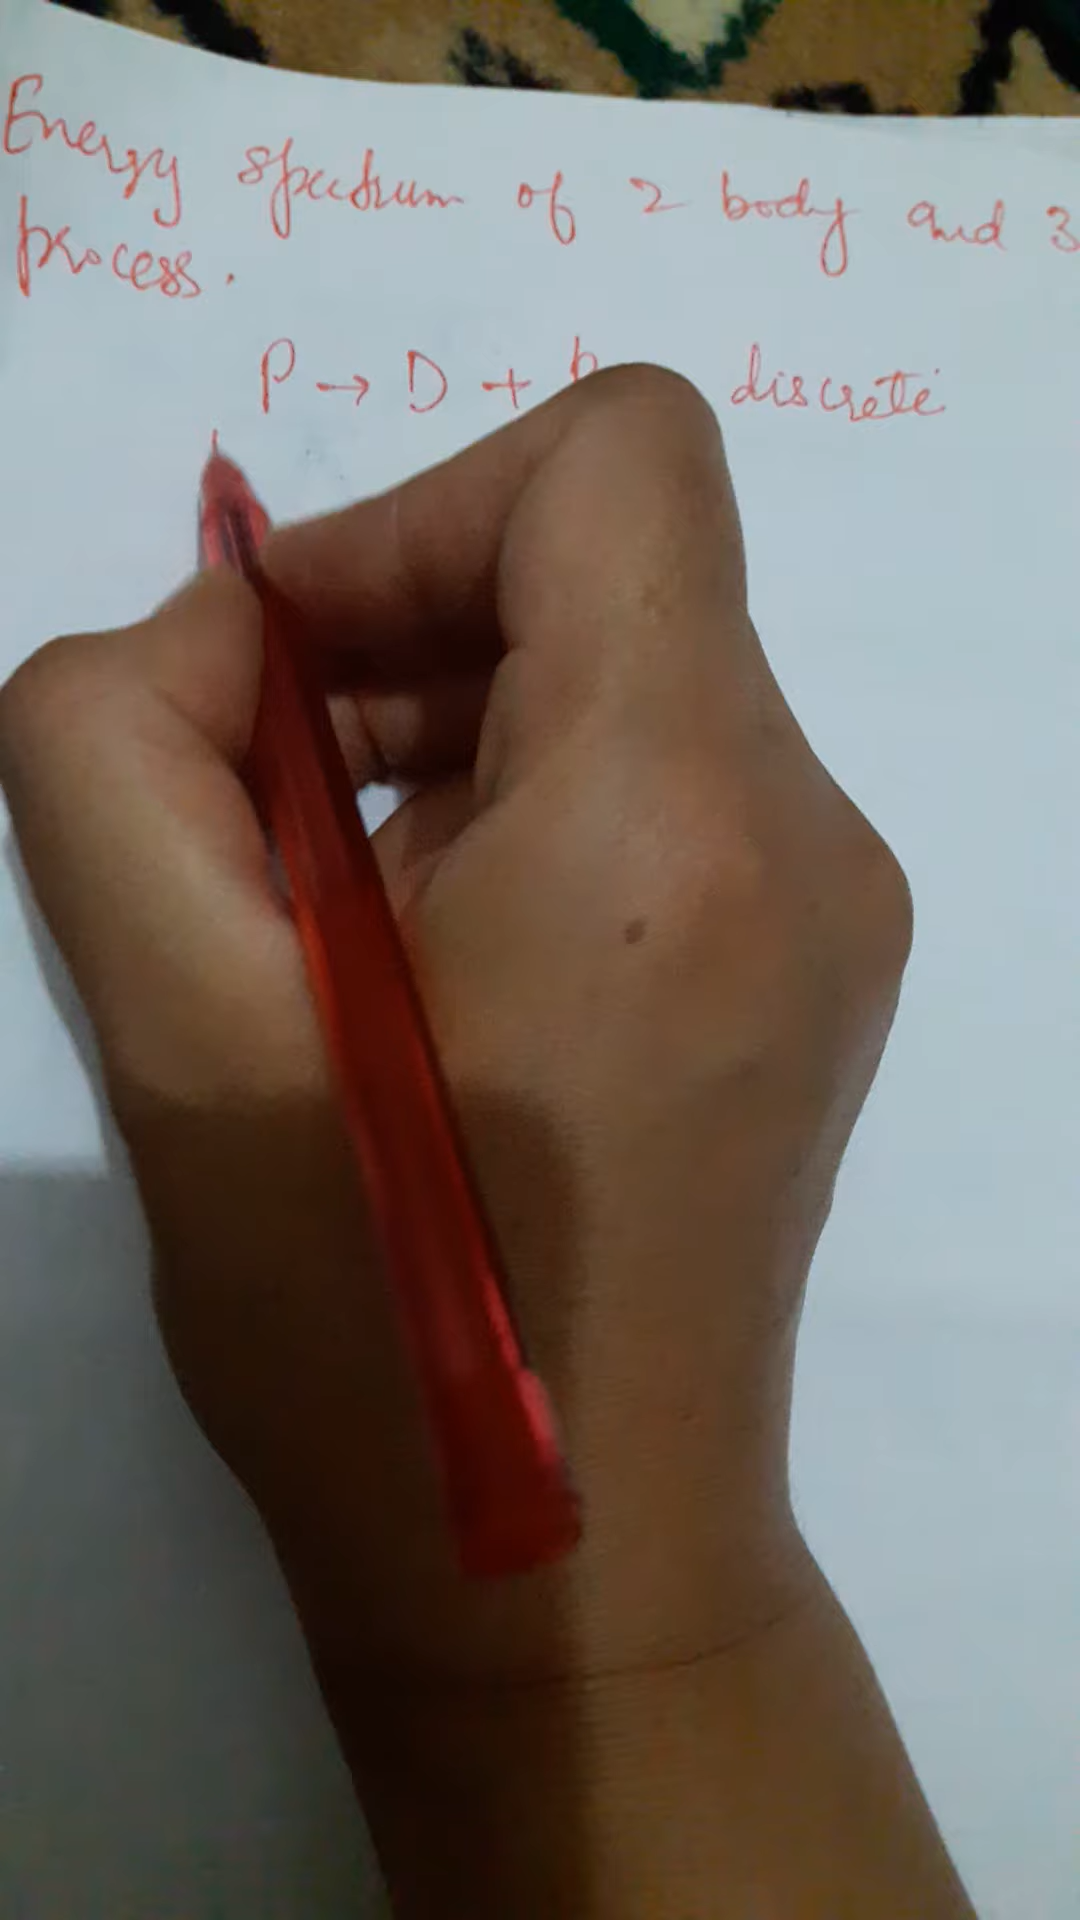 Energy spectrum of 2 body and 3
process.
P → D + discrete